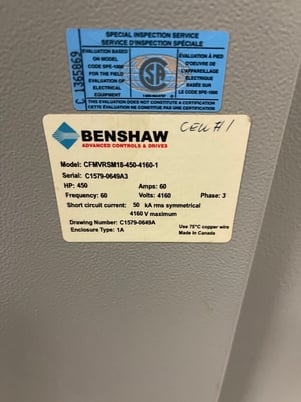 SPECIAL INSPECTION SERVICE
SERVICE D'INSPECTION SPÉCIALE
EVALUATION BASED
ON MODEL
CODE SPE-1000
FOR THE FIELD
EVALUATION OF
ELECTRICAL
EQUIPMENT
C 1365869
SA
ÉVALUATION À PIED
D'OEUVRE DE
L'APPAREILLAGE
ÉLECTRIQUE
BASÉE SUR
LE CODE SPE-1000
THIS EVALUATION DOES NOT CONSTITUTE A CERTIFICATION
CETTE ÉVALUATION N'EST PAS UNE CERTIFICATION
BENSHAW
ADVANCED CONTROLS & DRIVES
CELL #1
Model: CFMVRSM18-450-4160-1
Serial: C1579-0649A3
HP: 450 Amps: 60
Frequency: 60 Volts: 4160 Phase: 3
Short circuit current: 50 kA rms symmetrical
4160 V maximum
Drawing Number: C1579-0649A
Enclosure Type: 1A
Use 75°C copper wire
Made In Canada